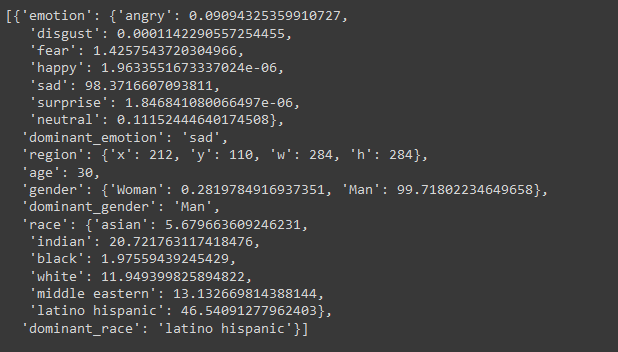 [{'emotion': {'angry': 0.09094325359910727,
'disgust': 0.0001142290557254455,
'fear': 1.4257543720304966,
'happy': 1.9633551673337024e-06,
'sad': 98.3716607093811,
'surprise': 1.846841080066497e-06,
'neutral': 0.11152444640174508},
'dominant_emotion': 'sad',
'region': {'x': 212, 'y': 110, 'w': 284, 'h': 284},
'age': 30,
'gender': {'Woman': 0.2819784916937351, 'Man': 99.71802234649658},
'dominant_gender': 'Man',
'race': {'asian': 5.679663609246231,
'indian': 20.721763117418476,
'black': 1.97559439245429,
'white': 11.949399825894822,
'middle eastern': 13.132669814388144,
'latino hispanic': 46.54091277962403},
'dominant_race': 'latino hispanic'}]